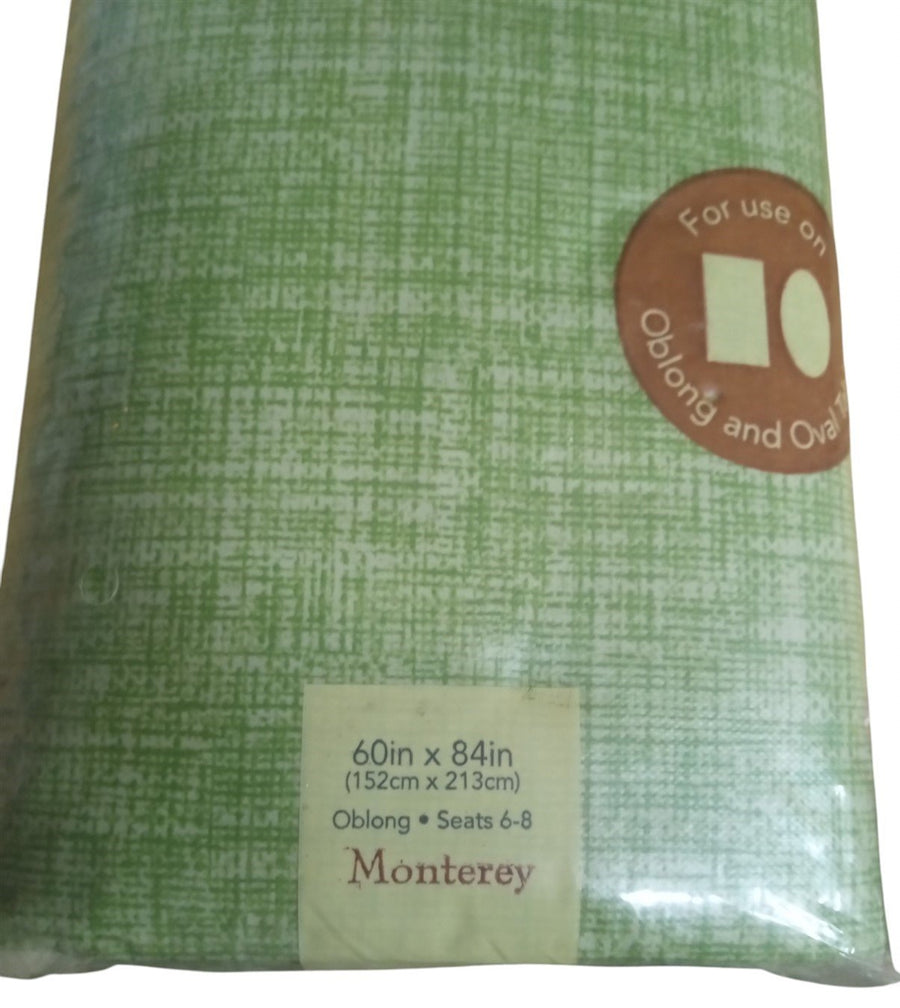 For use on
Oblong and Oval
60in x 84in
(152cm x 213cm)
Oblong • Seats 6-8
Monterey